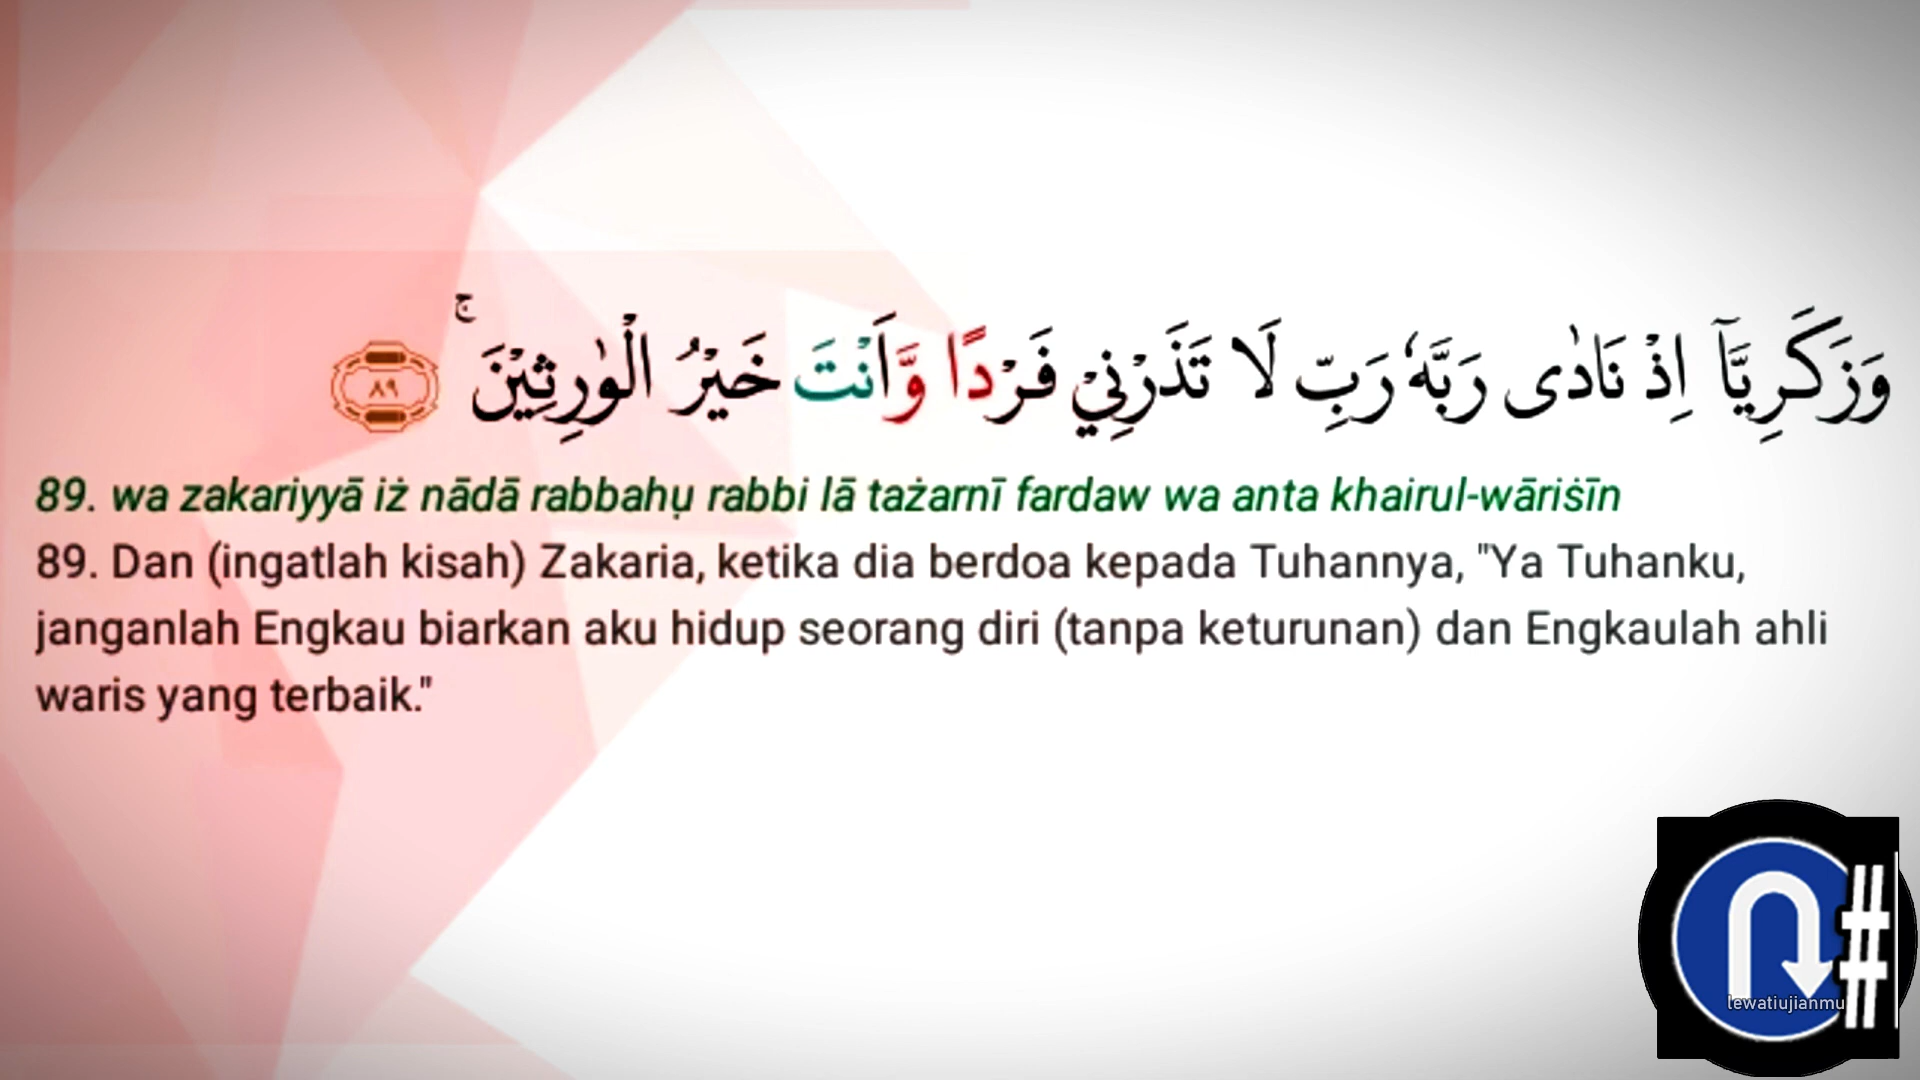 وَزَكَرِيَّآ اِذْ نَادٰى رَبَّهٗ رَبِّ لَا تَذَرْنِيْ فَرْدًا وَّاَنْتَ خَيْرُ الْوٰرِثِيْنَ ۚ ٨٩
89. wa zakariyyā iż nādā rabbahụ rabbi lā tażarnī fardaw wa anta khairul-wāriṡīn
89. Dan (ingatlah kisah) Zakaria, ketika dia berdoa kepada Tuhannya, "Ya Tuhanku,
janganlah Engkau biarkan aku hidup seorang diri (tanpa keturunan) dan Engkaulah ahli
waris yang terbaik."
#
#
lewatiujianmu